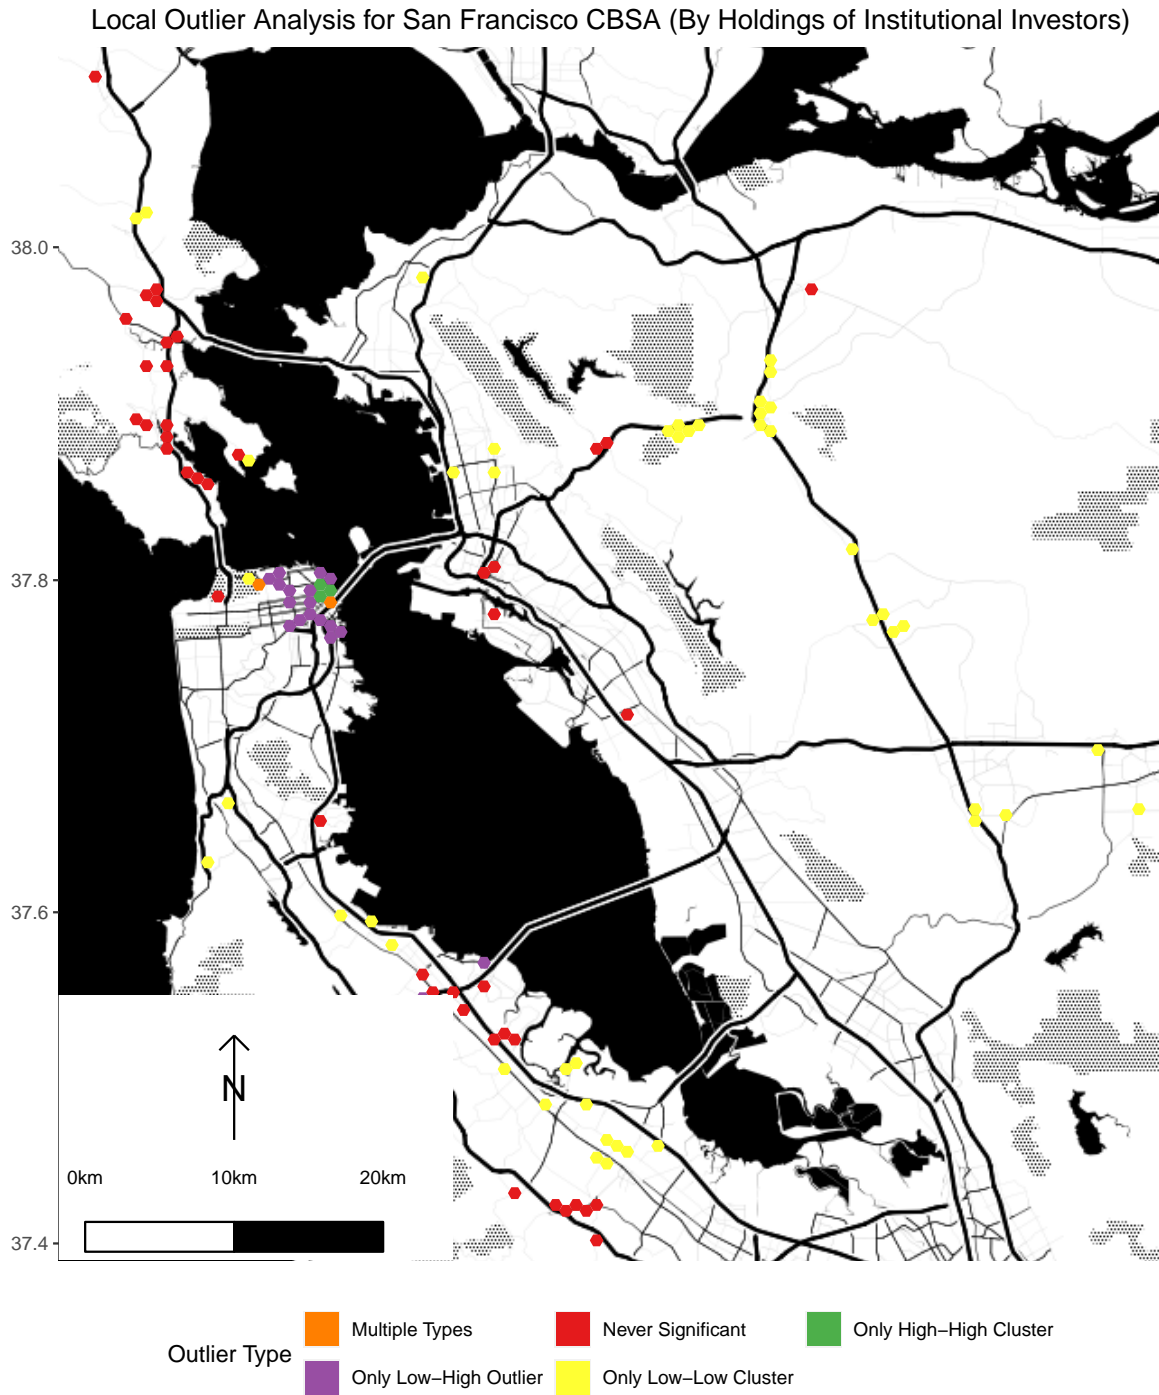 Local Outlier Analysis for San Francisco CBSA (By Holdings of Institutional Investors)
38.0
37.8
37.6
37.4
N
0km 10km 20km
Outlier Type
Multiple Types
Never Significant
Only High−High Cluster
Only Low−High Outlier
Only Low−Low Cluster